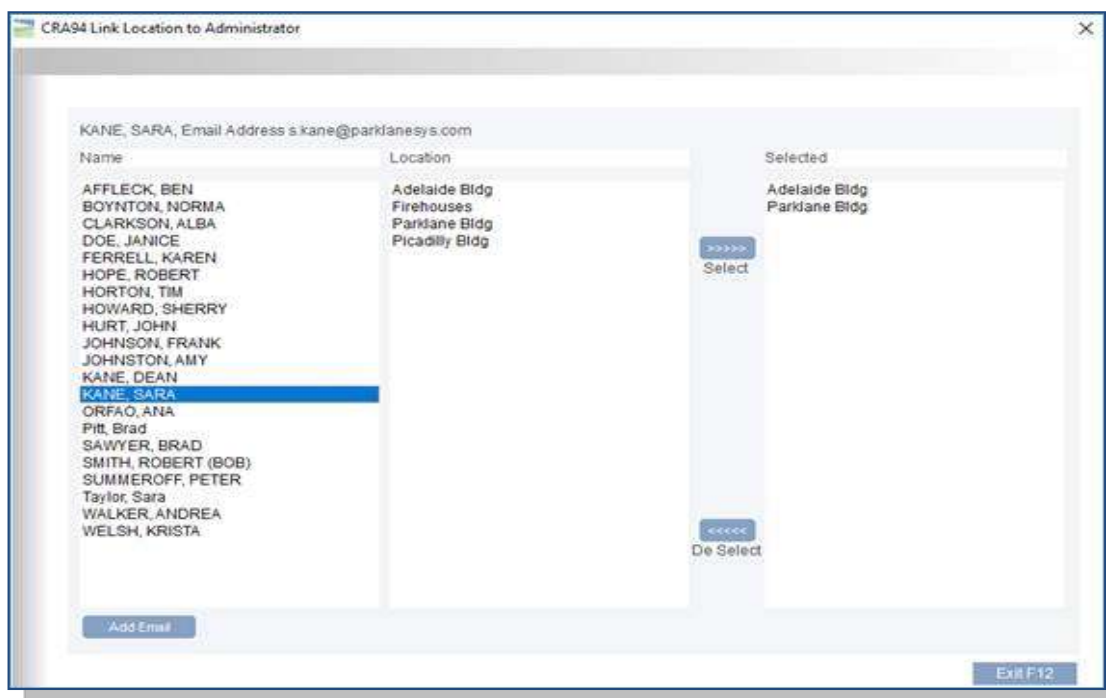 CRA94 Link Location to Administrator
KANE, SARA, Email Address s.kane@parklanesys.com
Name
Location
Selected
AFFLECK, BEN
BOYNTON, NORMA
CLARKSON, ALBA
DOE, JANICE
FERRELL, KAREN
HOPE, ROBERT
HORTON, TIM
HOWARD, SHERRY
HURT, JOHN
JOHNSON, FRANK
JOHNSTON, AMY
KANE, DEAN
KANE, SARA
ORFAO, ANA
Pitt, Brad
SAWYER, BRAD
SMITH, ROBERT (BOB)
SUMMEROFF, PETER
Taylor, Sara
WALKER, ANDREA
WELSH, KRISTA
Adelaide Bldg
Firehouses
Parklane Bldg
Picadilly Bldg
>>>>>
Select
<<<<<
De Select
Adelaide Bldg
Parklane Bldg
Add Email
Exit F12